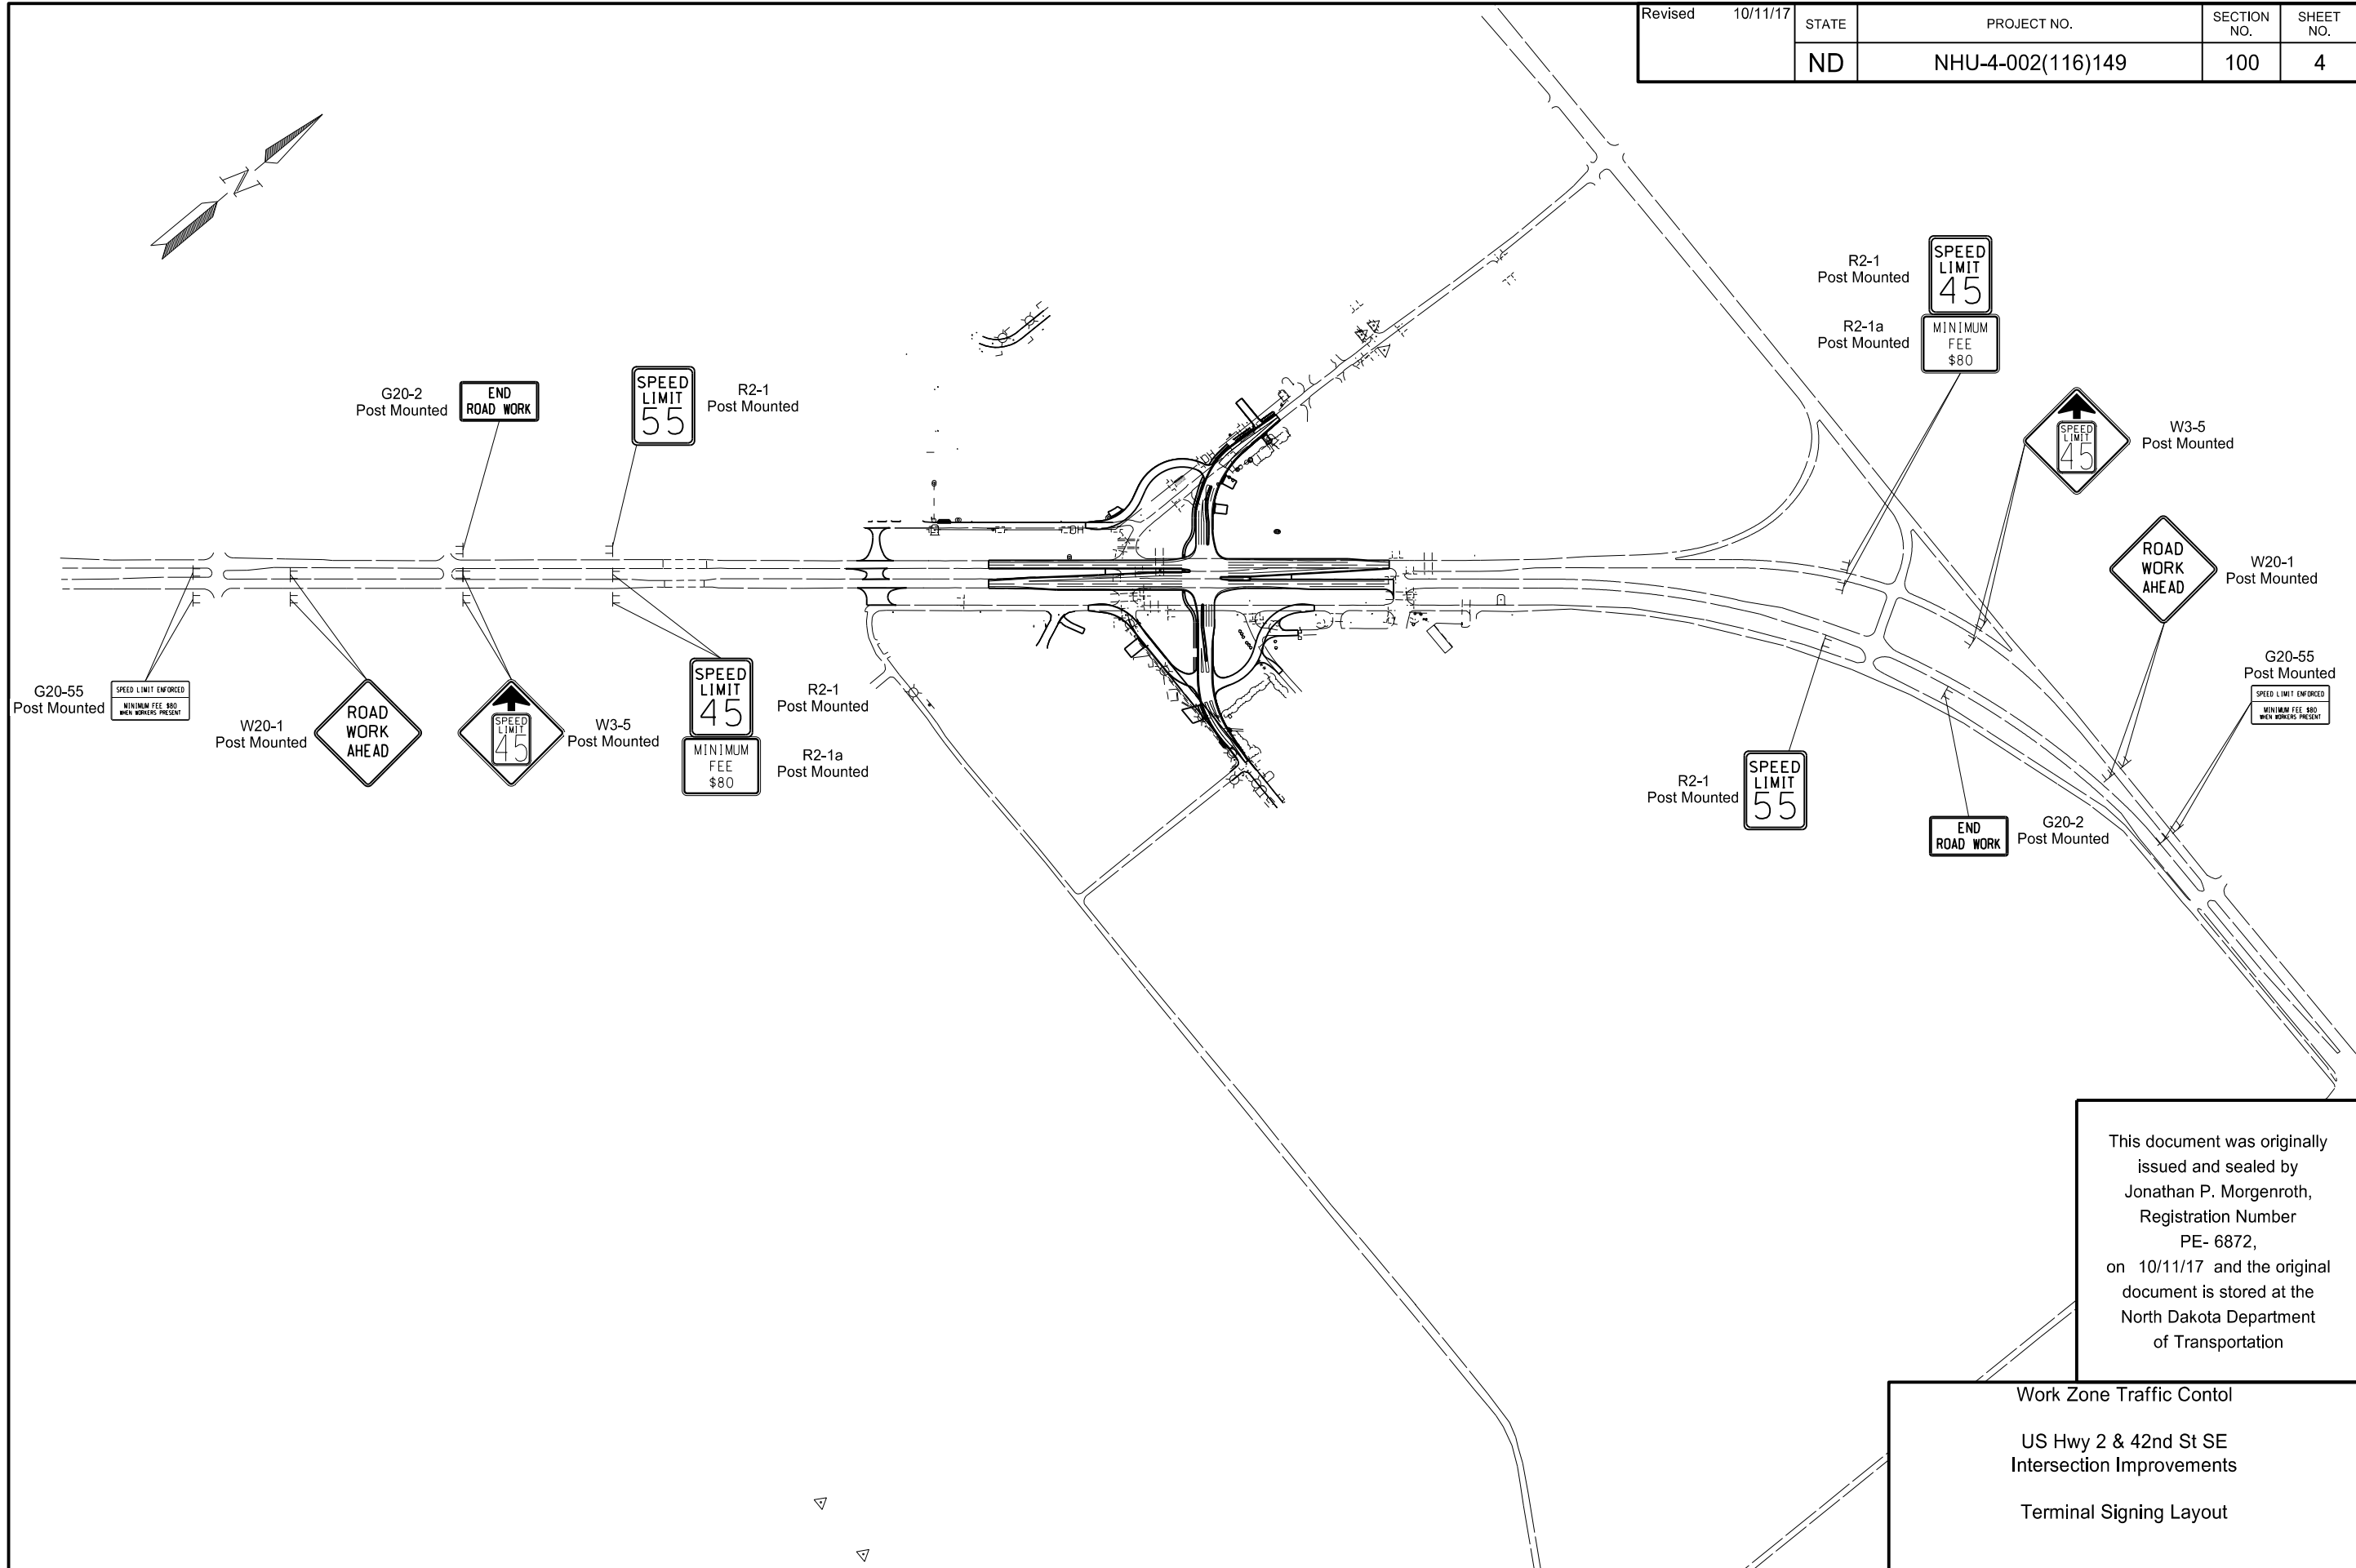 Revised 10/11/17
STATE
PROJECT NO.
SECTION
NO.
SHEET
NO.
ND
NHU-4-002(116)149
100
4
N
R2-1
Post Mounted
SPEED
LIMIT
45
R2-1a
Post Mounted
MINIMUM
FEE
$80
G20-2
Post Mounted
END
ROAD WORK
SPEED
LIMIT
55
R2-1
Post Mounted
SPEED
LIMIT
45
W3-5
Post Mounted
ROAD
WORK
AHEAD
W20-1
Post Mounted
G20-55
Post Mounted
SPEED LIMIT ENFORCED
MINIMUM FEE $80
WHEN WORKERS PRESENT
G20-55
Post Mounted
SPEED LIMIT ENFORCED
MINIMUM FEE $80
WHEN WORKERS PRESENT
W20-1
Post Mounted
ROAD
WORK
AHEAD
SPEED
LIMIT
45
W3-5
Post Mounted
SPEED
LIMIT
45
R2-1
Post Mounted
MINIMUM
FEE
$80
R2-1a
Post Mounted
R2-1
Post Mounted
SPEED
LIMIT
55
END
ROAD WORK
G20-2
Post Mounted
OH
OH
This document was originally
issued and sealed by
Jonathan P. Morgenroth,
Registration Number
PE- 6872,
on 10/11/17 and the original
document is stored at the
North Dakota Department
of Transportation
Work Zone Traffic Contol
US Hwy 2 & 42nd St SE
Intersection Improvements
Terminal Signing Layout